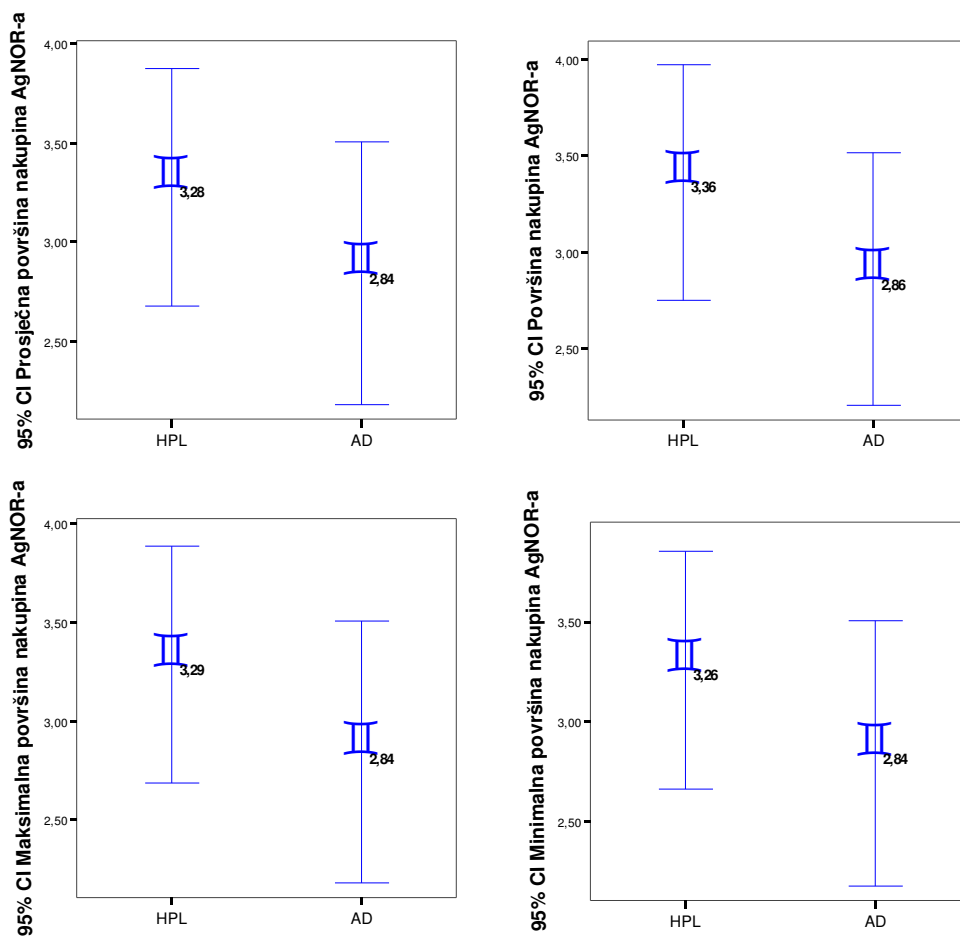 95% CI Prosječna površina nakupina AgNOR-a
4,00
3,50
3,00
2,50
3,28
2,84
HPL
AD
95% CI Površina nakupina AgNOR-a
4,00
3,50
3,00
2,50
3,36
2,86
HPL
AD
95% CI Maksimalna površina nakupina AgNOR-a
4,00
3,50
3,00
2,50
3,29
2,84
HPL
AD
95% CI Minimalna površina nakupina AgNOR-a
3,50
3,00
2,50
3,26
2,84
HPL
AD